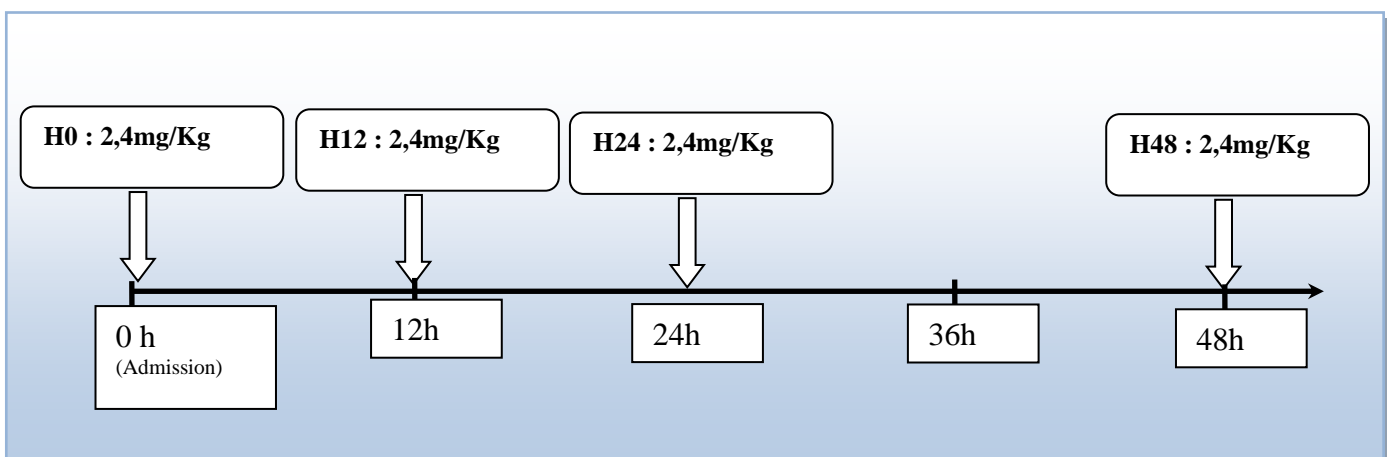 H0 : 2,4mg/Kg
H12 : 2,4mg/Kg
H24 : 2,4mg/Kg
H48 : 2,4mg/Kg
0 h
(Admission)
12h
24h
36h
48h